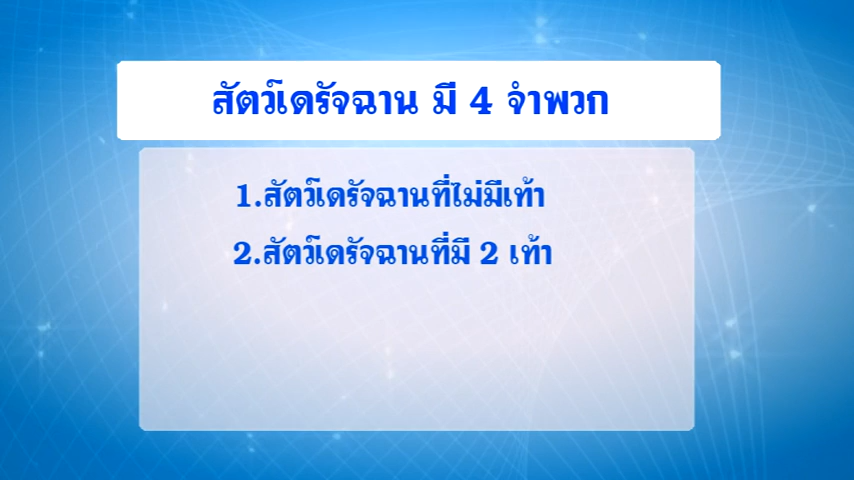 สัตว์เดรัจฉาน มี 4 จำพวก
1.สัตว์เดรัจฉานที่ไม่มีเท้า
2.สัตว์เดรัจฉานที่มี 2 เท้า